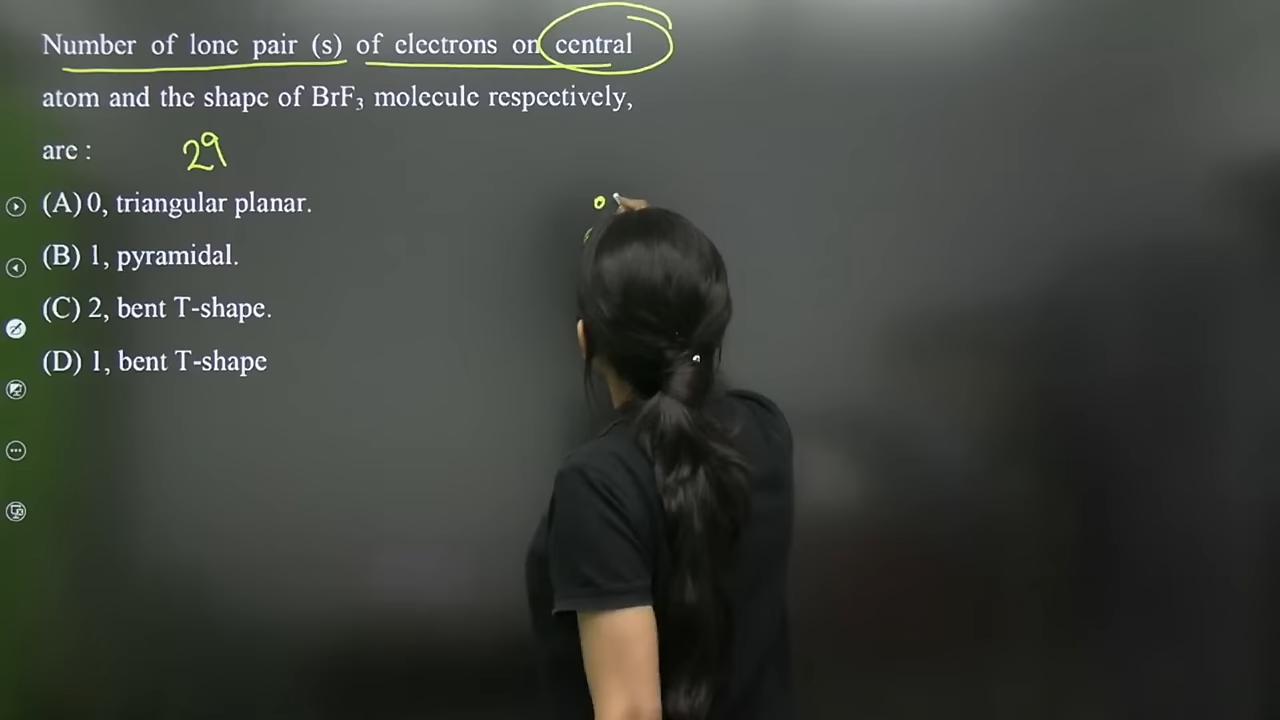 Number of lone pair (s) of electrons on central
atom and the shape of BrF₃ molecule respectively,
are :
29
(A) 0, triangular planar.
(B) 1, pyramidal.
(C) 2, bent T-shape.
(D) 1, bent T-shape